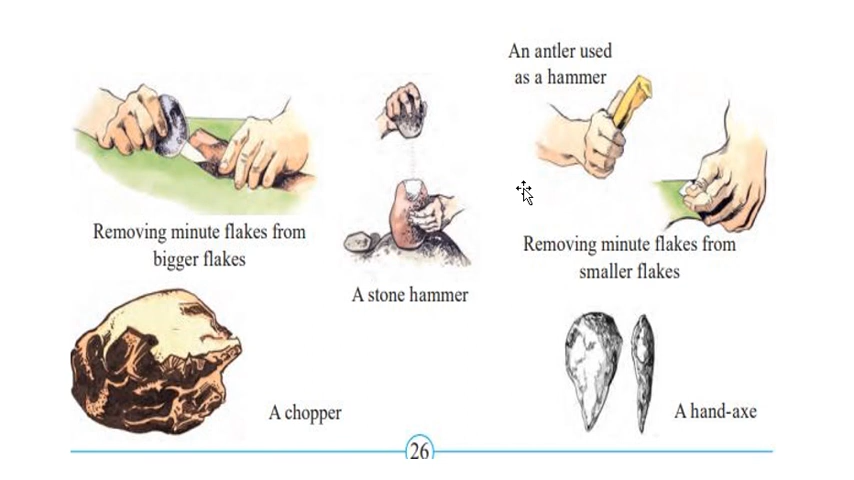 An antler used
as a hammer
Removing minute flakes from
bigger flakes
Removing minute flakes from
smaller flakes
A stone hammer
A chopper
A hand-axe
26